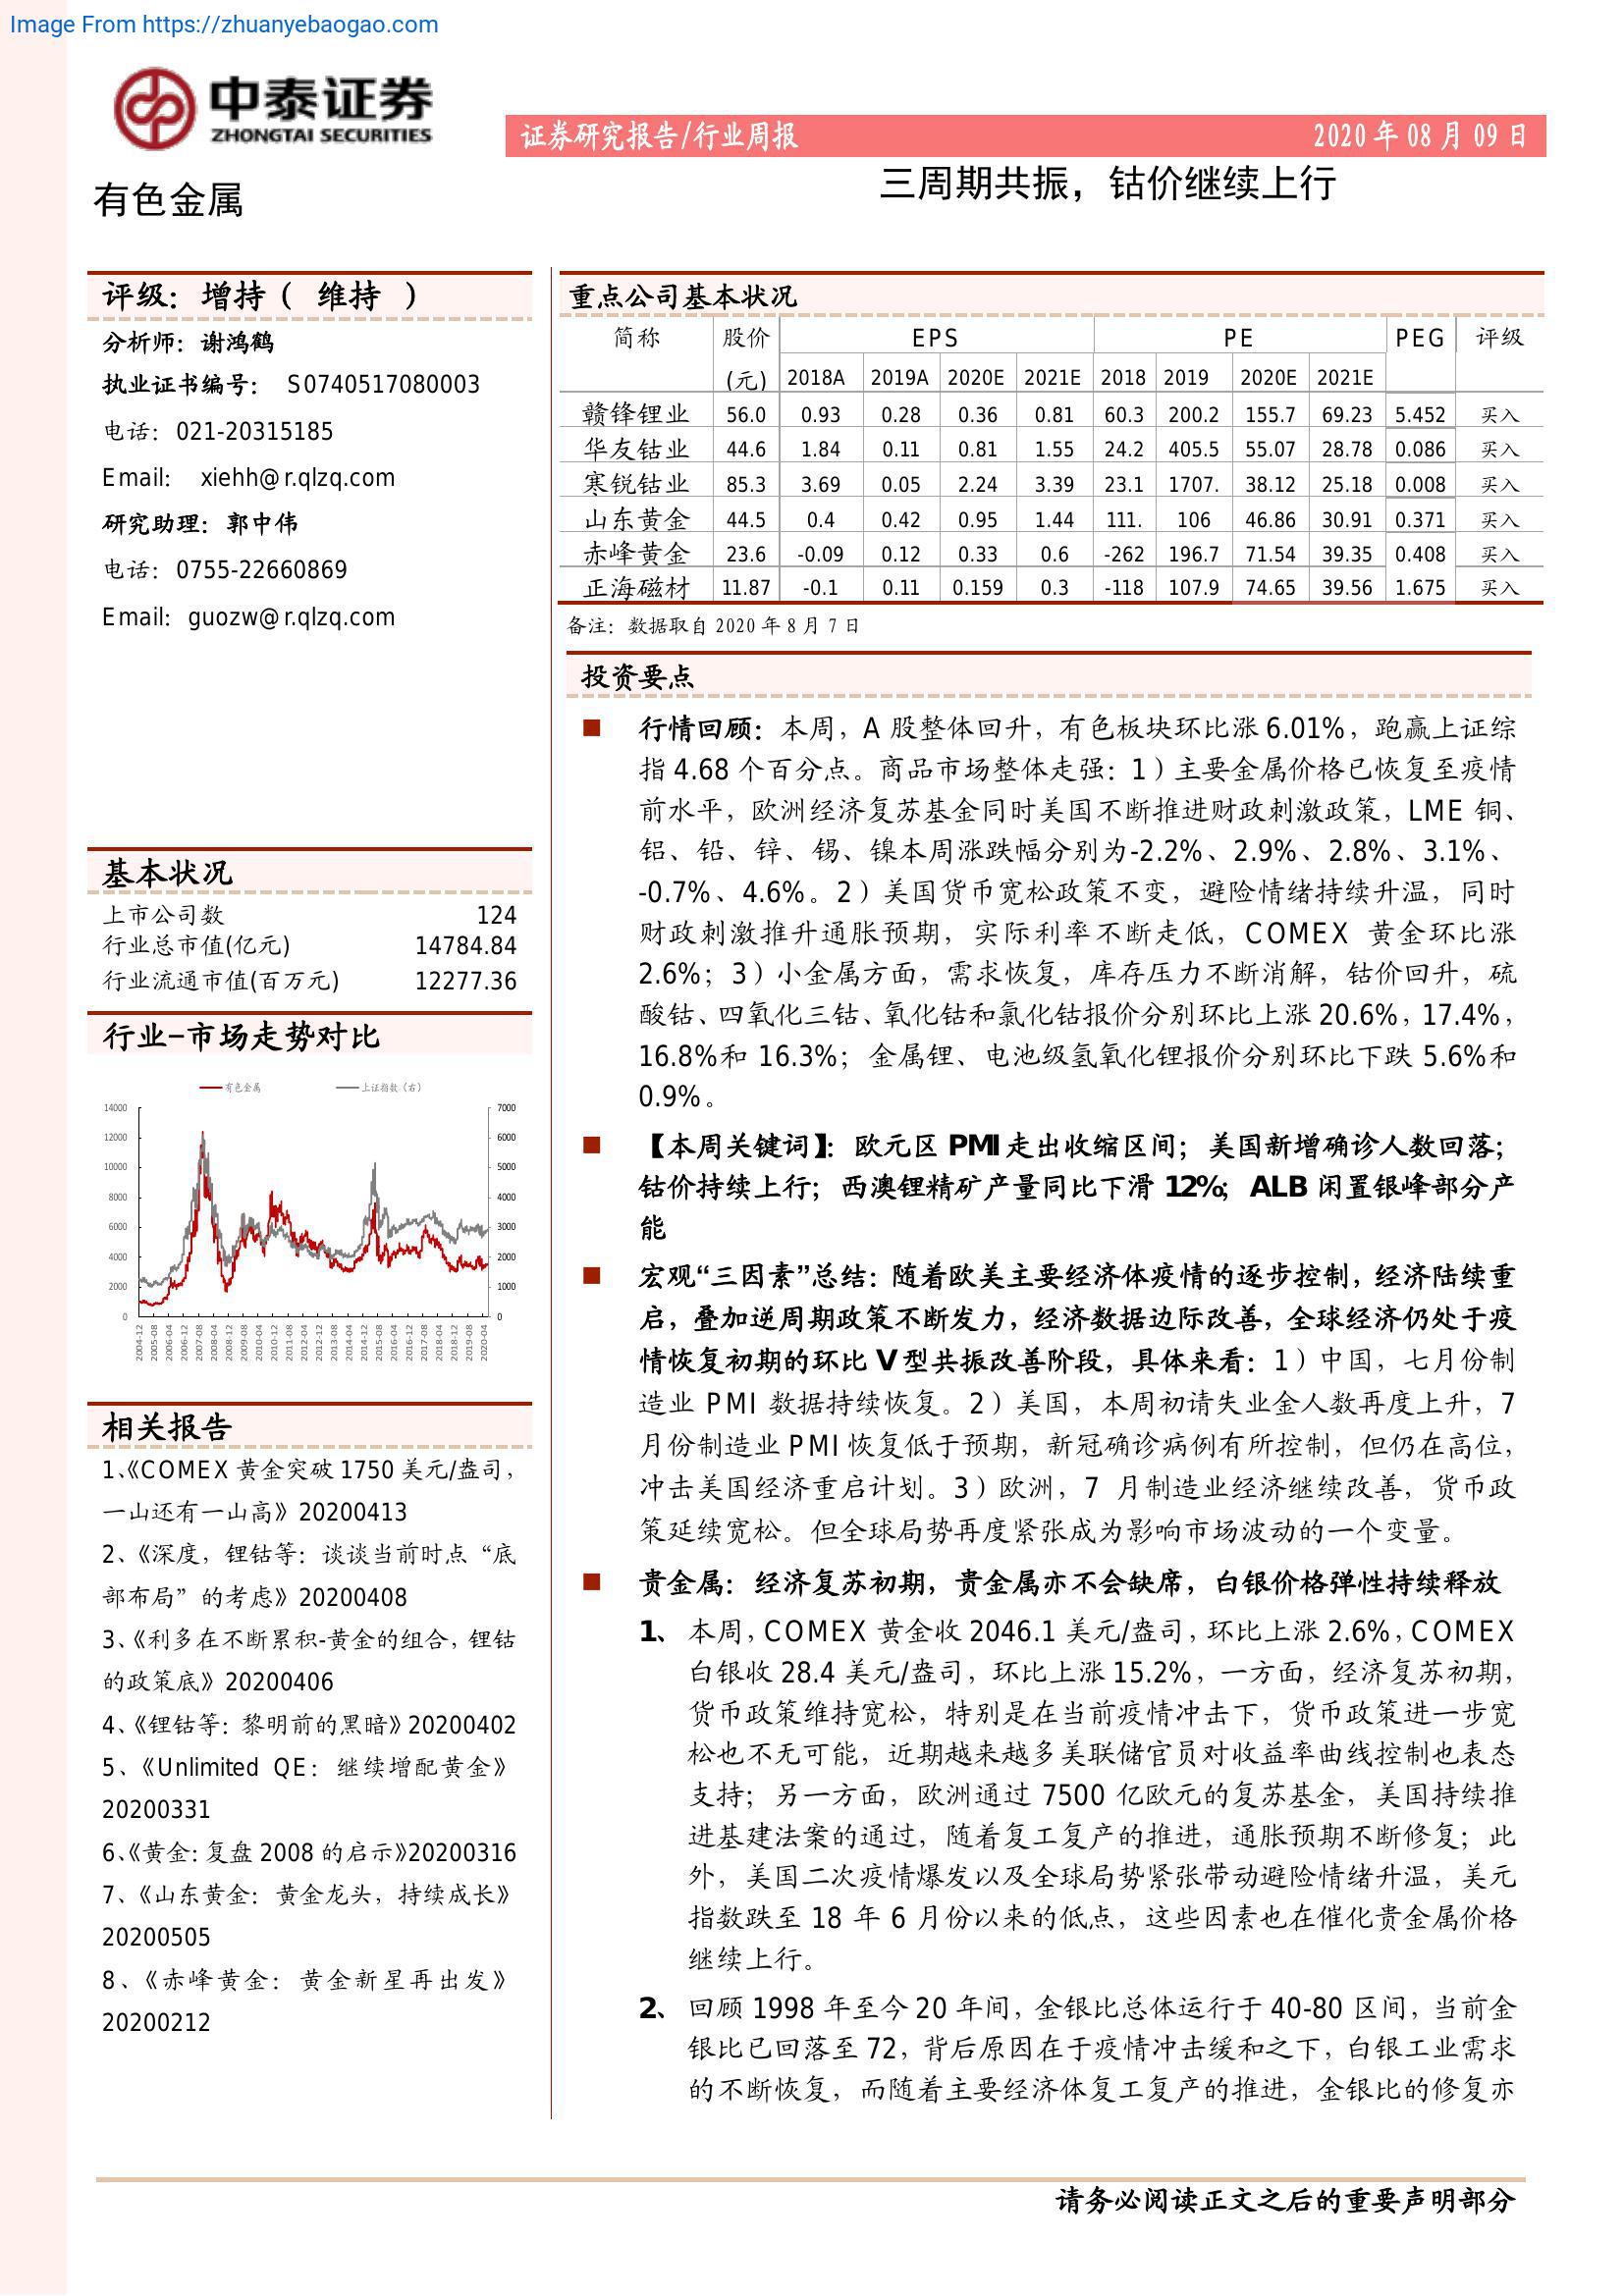 Image From https://zhuanyebaogao.com
中泰证券
ZHONGTAI SECURITIES
证券研究报告/行业周报
2020 年 08 月 09 日
有色金属
三周期共振，钴价继续上行
评级：增持（ 维持 ）
分析师：谢鸿鹤
执业证书编号： S0740517080003
电话：021-20315185
Email: xiehh@r.qlzq.com
研究助理：郭中伟
电话：0755-22660869
Email: guozw@r.qlzq.com
基本状况
上市公司数 124
行业总市值(亿元) 14784.84
行业流通市值(百万元) 12277.36
行业-市场走势对比
有色金属 上证指数（右）
14000 7000
12000 6000
10000 5000
8000 4000
6000 3000
4000 2000
2000 1000
0 0
2004-12 2005-08 2006-04 2006-12 2007-08 2008-04 2008-12 2009-08 2010-04 2010-12 2011-08 2012-04 2012-12 2013-08 2014-04 2014-12 2015-08 2016-04 2016-12 2017-08 2018-04 2018-12 2019-08 2020-04
相关报告
1、《COMEX 黄金突破 1750 美元/盎司，
一山还有一山高》20200413
2、《深度，锂钴等：谈谈当前时点“底
部布局”的考虑》20200408
3、《利多在不断累积-黄金的组合，锂钴
的政策底》20200406
4、《锂钴等：黎明前的黑暗》20200402
5、《Unlimited QE：继续增配黄金》
20200331
6、《黄金：复盘 2008 的启示》20200316
7、《山东黄金：黄金龙头，持续成长》
20200505
8、《赤峰黄金：黄金新星再出发》
20200212
重点公司基本状况
简称 股价 EPS PE PEG 评级
(元) 2018A 2019A 2020E 2021E 2018 2019 2020E 2021E
赣锋锂业 56.0 0.93 0.28 0.36 0.81 60.3 200.2 155.7 69.23 5.452 买入
华友钴业 44.6 1.84 0.11 0.81 1.55 24.2 405.5 55.07 28.78 0.086 买入
寒锐钴业 85.3 3.69 0.05 2.24 3.39 23.1 1707. 38.12 25.18 0.008 买入
山东黄金 44.5 0.4 0.42 0.95 1.44 111. 106 46.86 30.91 0.371 买入
赤峰黄金 23.6 -0.09 0.12 0.33 0.6 -262 196.7 71.54 39.35 0.408 买入
正海磁材 11.87 -0.1 0.11 0.159 0.3 -118 107.9 74.65 39.56 1.675 买入
备注：数据取自 2020 年 8 月 7 日
投资要点
■ 行情回顾：本周，A 股整体回升，有色板块环比涨 6.01%，跑赢上证综
指 4.68 个百分点。商品市场整体走强：1）主要金属价格已恢复至疫情
前水平，欧洲经济复苏基金同时美国不断推进财政刺激政策，LME 铜、
铝、铅、锌、锡、镍本周涨跌幅分别为-2.2%、2.9%、2.8%、3.1%、
-0.7%、4.6%。2）美国货币宽松政策不变，避险情绪持续升温，同时
财政刺激推升通胀预期，实际利率不断走低，COMEX 黄金环比涨
2.6%；3）小金属方面，需求恢复，库存压力不断消解，钴价回升，硫
酸钴、四氧化三钴、氧化钴和氯化钴报价分别环比上涨 20.6%，17.4%，
16.8%和 16.3%；金属锂、电池级氢氧化锂报价分别环比下跌 5.6%和
0.9%。
■ 【本周关键词】：欧元区 PMI 走出收缩区间；美国新增确诊人数回落；
钴价持续上行；西澳锂精矿产量同比下滑 12%；ALB 闲置银峰部分产
能
■ 宏观“三因素”总结：随着欧美主要经济体疫情的逐步控制，经济陆续重
启，叠加逆周期政策不断发力，经济数据边际改善，全球经济仍处于疫
情恢复初期的环比 V 型共振改善阶段，具体来看：1）中国，七月份制
造业 PMI 数据持续恢复。2）美国，本周初请失业金人数再度上升，7
月份制造业 PMI 恢复低于预期，新冠确诊病例有所控制，但仍在高位，
冲击美国经济重启计划。3）欧洲，7 月制造业经济继续改善，货币政
策延续宽松。但全球局势再度紧张成为影响市场波动的一个变量。
■ 贵金属：经济复苏初期，贵金属亦不会缺席，白银价格弹性持续释放
1、 本周，COMEX 黄金收 2046.1 美元/盎司，环比上涨 2.6%，COMEX
白银收 28.4 美元/盎司，环比上涨 15.2%，一方面，经济复苏初期，
货币政策维持宽松，特别是在当前疫情冲击下，货币政策进一步宽
松也不无可能，近期越来越多美联储官员对收益率曲线控制也表态
支持；另一方面，欧洲通过 7500 亿欧元的复苏基金，美国持续推
进基建法案的通过，随着复工复产的推进，通胀预期不断修复；此
外，美国二次疫情爆发以及全球局势紧张带动避险情绪升温，美元
指数跌至 18 年 6 月份以来的低点，这些因素也在催化贵金属价格
继续上行。
2、 回顾 1998 年至今 20 年间，金银比总体运行于 40-80 区间，当前金
银比已回落至 72，背后原因在于疫情冲击缓和之下，白银工业需求
的不断恢复，而随着主要经济体复工复产的推进，金银比的修复亦
请务必阅读正文之后的重要声明部分